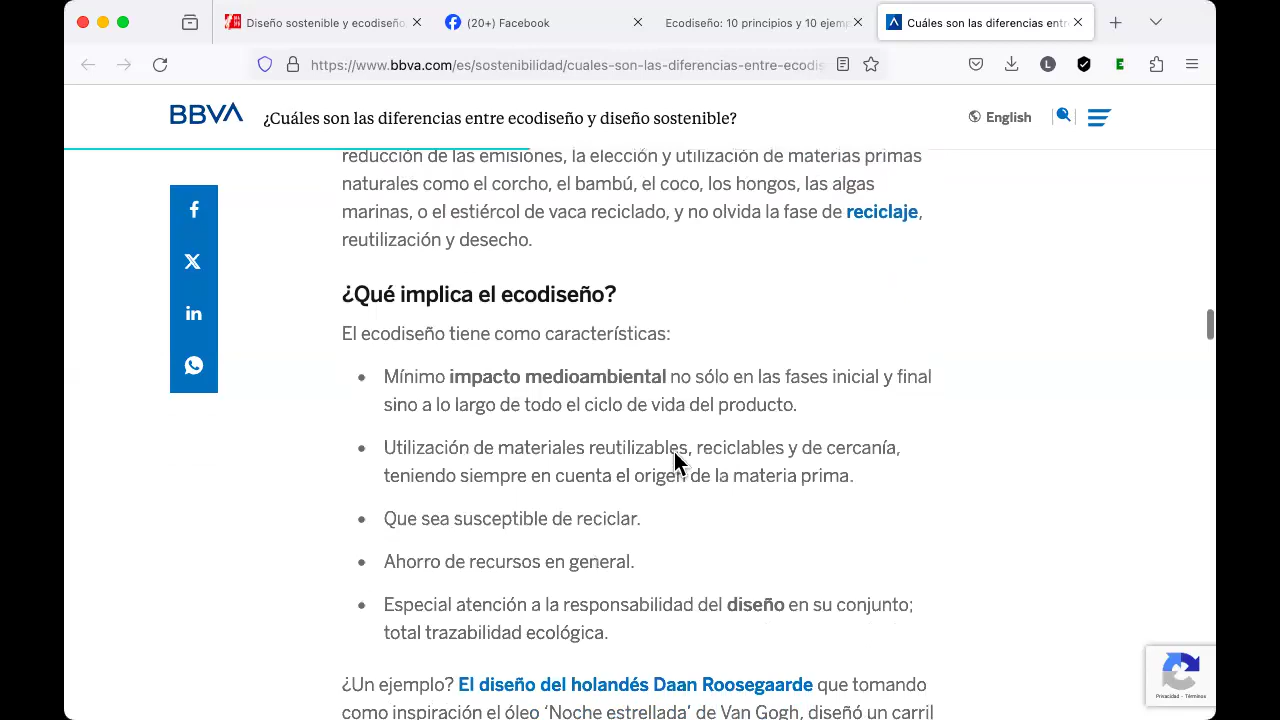 Diseño sostenible y ecodiseño
(20+) Facebook
Ecodiseño: 10 principios y 10 ejemp
Cuáles son las diferencias entr
https://www.bbva.com/es/sostenibilidad/cuales-son-las-diferencias-entre-ecodis
BBVA
¿Cuáles son las diferencias entre ecodiseño y diseño sostenible?
English
reducción de las emisiones, la elección y utilización de materias primas
naturales como el corcho, el bambú, el coco, los hongos, las algas
marinas, o el estiércol de vaca reciclado, y no olvida la fase de reciclaje,
reutilización y desecho.
¿Qué implica el ecodiseño?
El ecodiseño tiene como características:
• Mínimo impacto medioambiental no sólo en las fases inicial y final
sino a lo largo de todo el ciclo de vida del producto.
• Utilización de materiales reutilizables, reciclables y de cercanía,
teniendo siempre en cuenta el origen de la materia prima.
• Que sea susceptible de reciclar.
• Ahorro de recursos en general.
• Especial atención a la responsabilidad del diseño en su conjunto;
total trazabilidad ecológica.
¿Un ejemplo? El diseño del holandés Daan Roosegaarde que tomando
como inspiración el óleo ‘Noche estrellada’ de Van Gogh, diseñó un carril
Privacidad - Términos